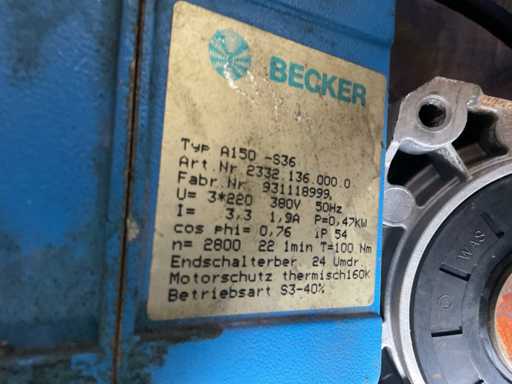 BECKER
Typ A150 -S36
Art.Nr.2332.136.000.0
Fabr.Nr 931118999,
U= 3*220 380V 50Hz
I= 3,3 1,9A P=0,47KW
cos phi= 0,76 iP 54
n= 2800 22 1min T=100 Nm
Endschalterber. 24 Umdr.
Motorschutz thermisch160K
Betriebsart S3-40%
WAS